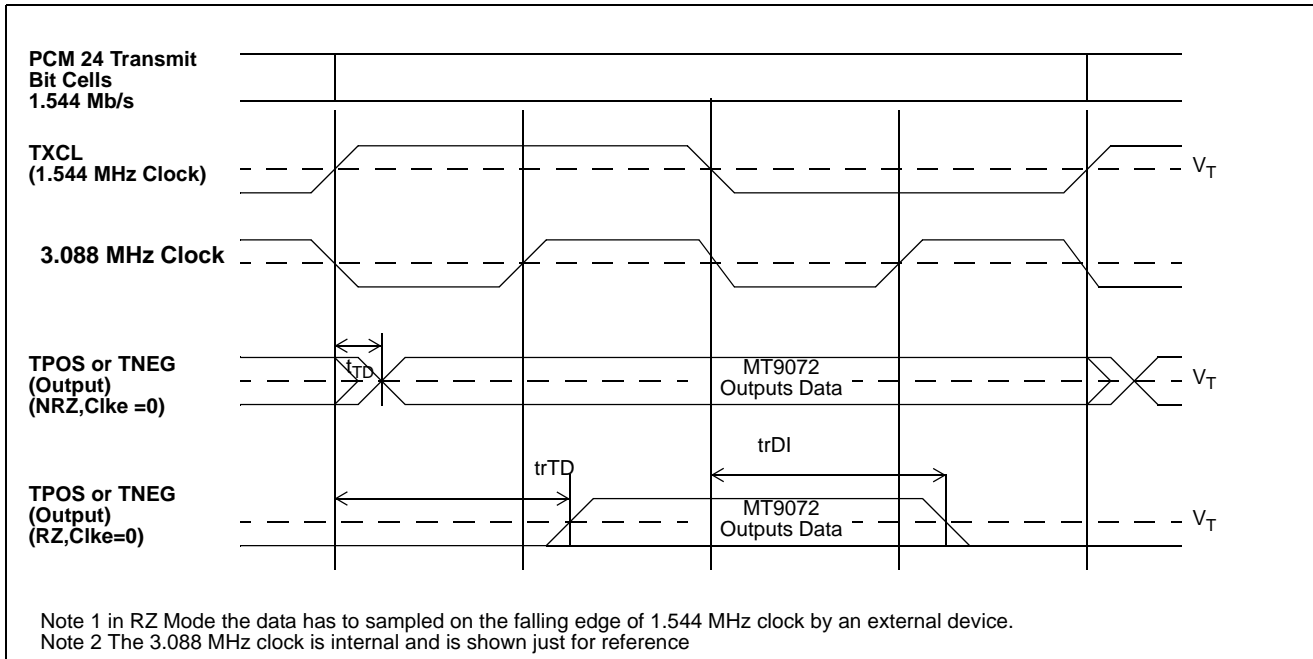 PCM 24 Transmit
Bit Cells
1.544 Mb/s
TXCL
(1.544 MHz Clock)
VT
3.088 MHz Clock
TPOS or TNEG
(Output)
(NRZ,Clke =0)
tTD
MT9072
Outputs Data
VT
trTD
trDI
TPOS or TNEG
(Output)
(RZ,Clke=0)
MT9072
Outputs Data
VT
Note 1 in RZ Mode the data has to sampled on the falling edge of 1.544 MHz clock by an external device.
Note 2 The 3.088 MHz clock is internal and is shown just for reference